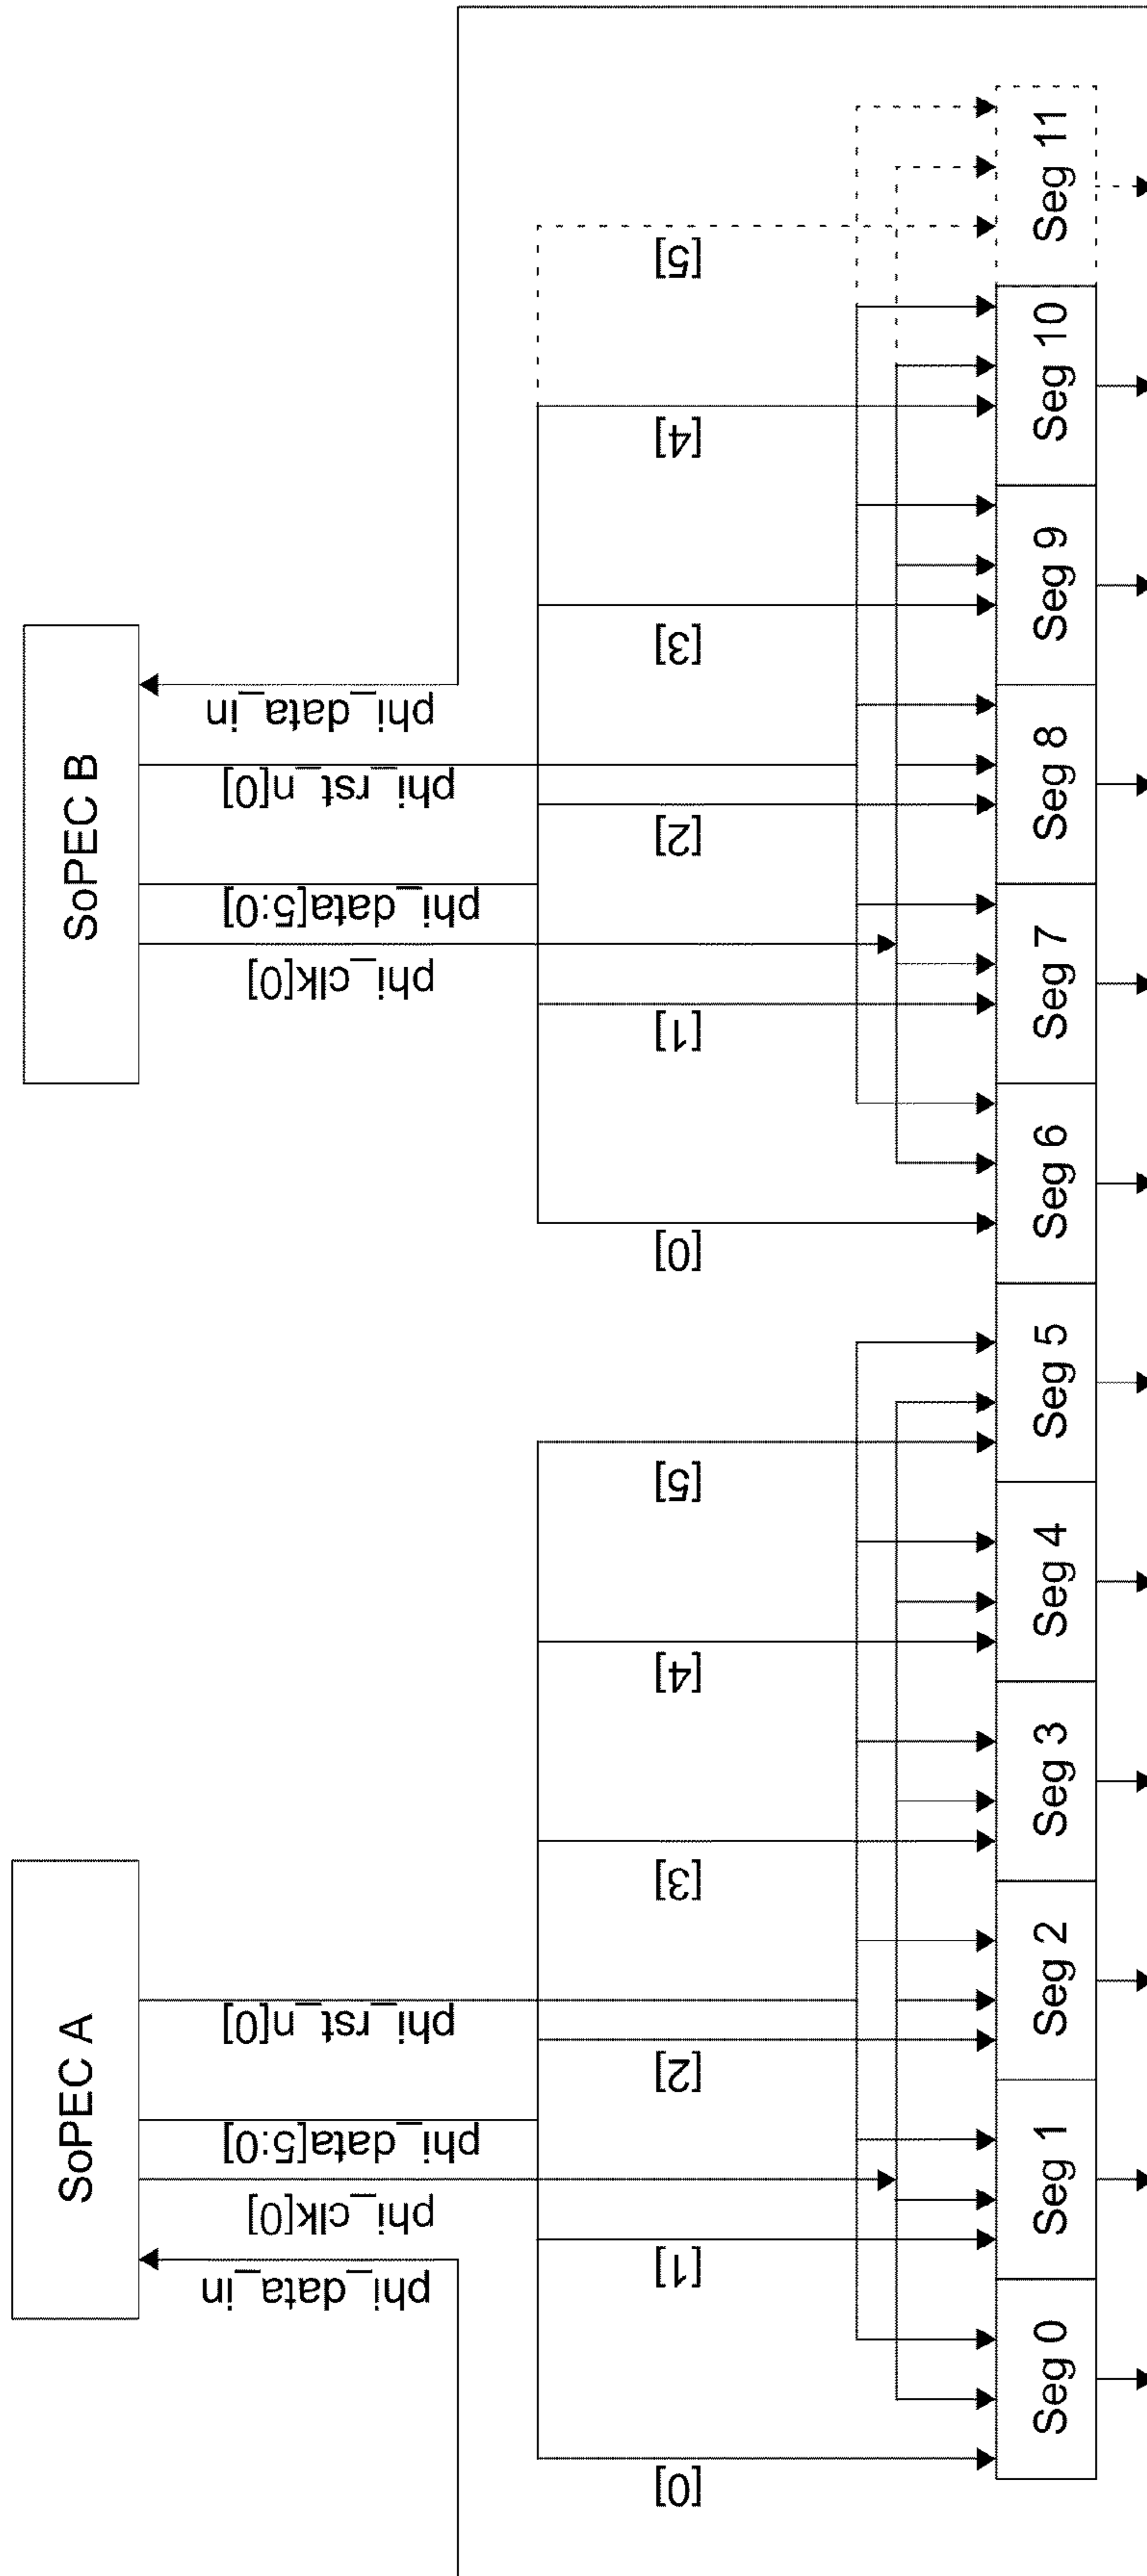 SoPEC A
SoPEC B
phi_data_in
phi_clk[0]
phi_data[5:0]
phi_rst_n[0]
phi_clk[0]
phi_data[5:0]
phi_rst_n[0]
phi_data_in
[0]
[1]
[2]
[3]
[4]
[5]
[0]
[1]
[2]
[3]
[4]
[5]
Seg 0
Seg 1
Seg 2
Seg 3
Seg 4
Seg 5
Seg 6
Seg 7
Seg 8
Seg 9
Seg 10
Seg 11